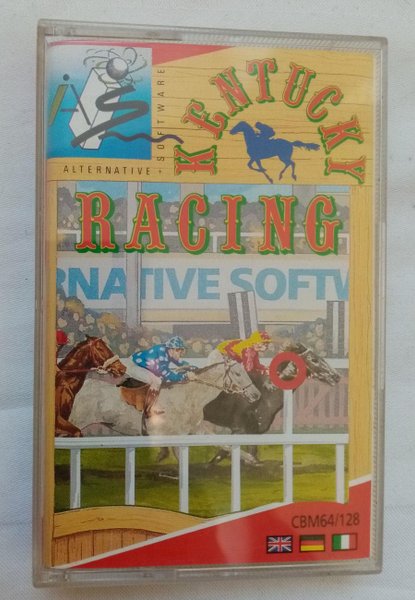 ALTERNATIVE • SOFTWARE
KENTUCKY
RACING
RNATIVE SOFTW
CBM64/128